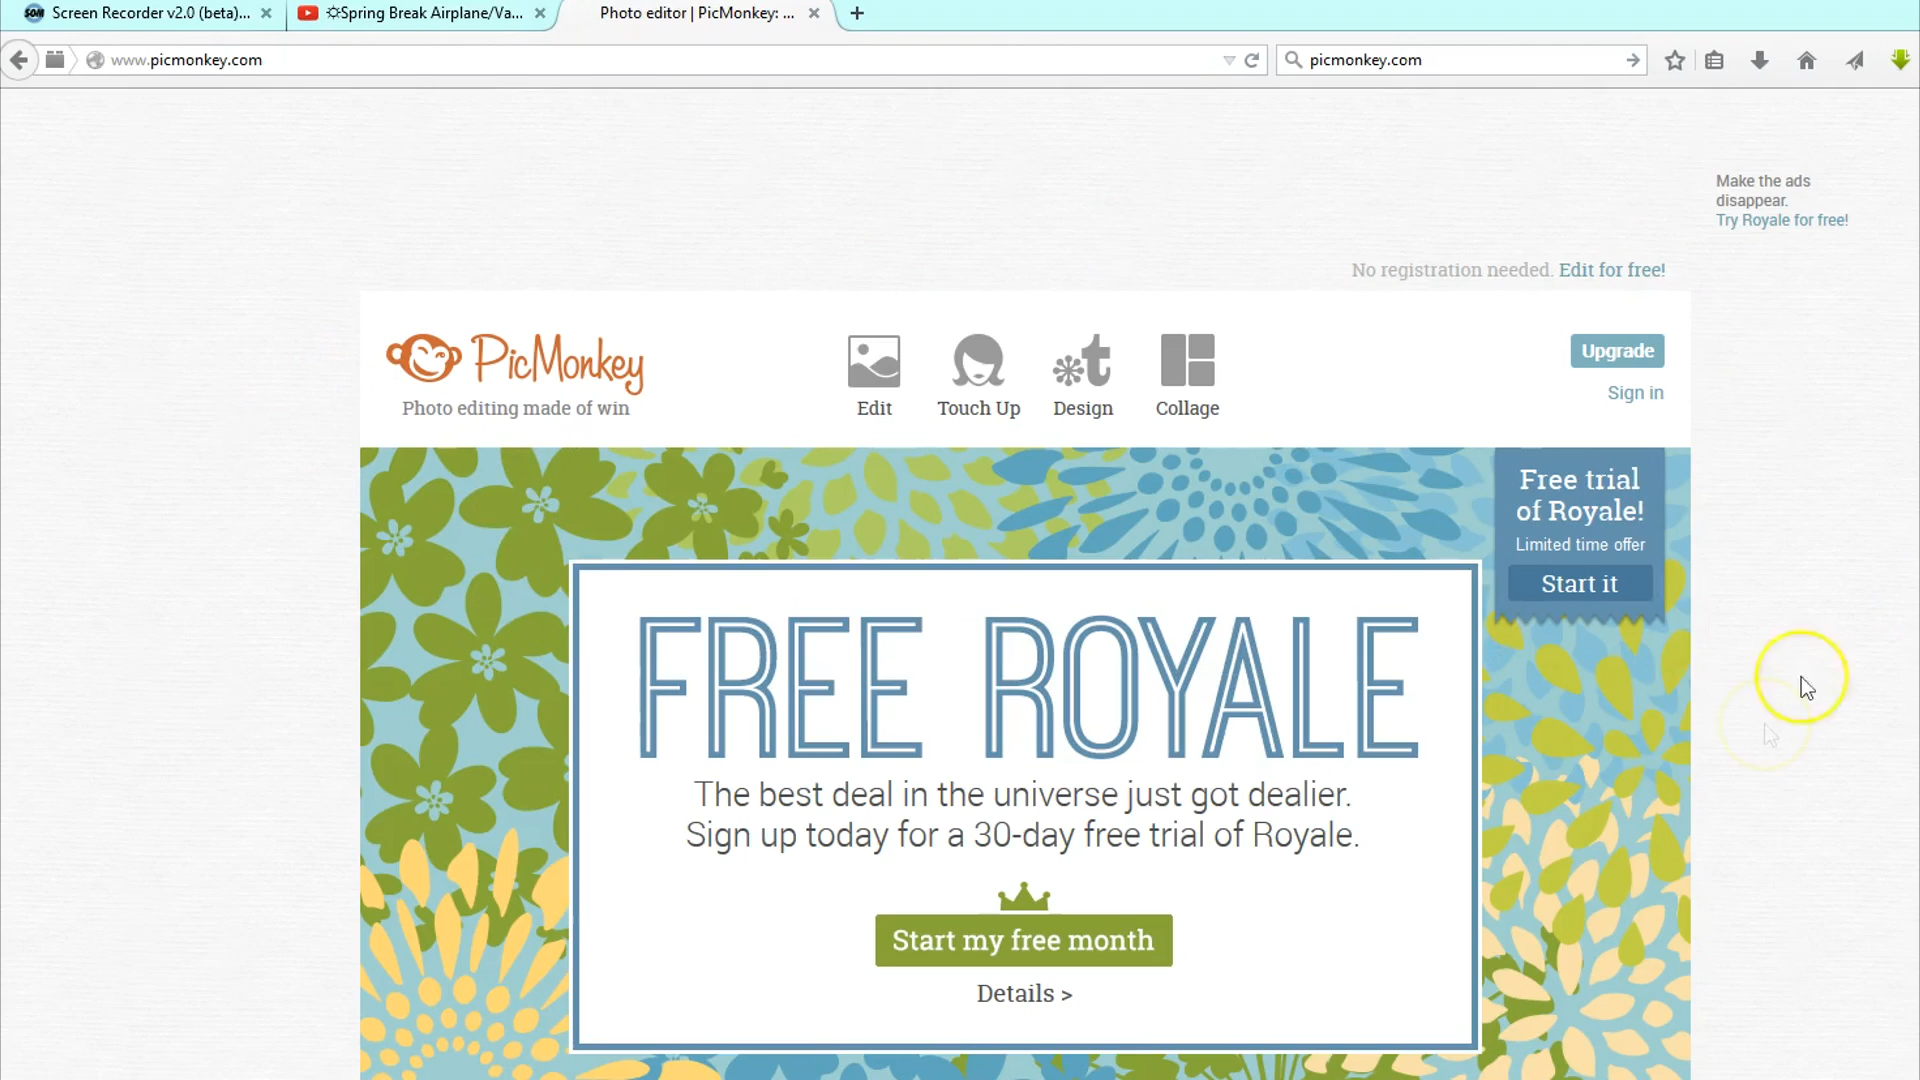 SOM Screen Recorder v2.0 (beta)...
☼Spring Break Airplane/Va...
Photo editor | PicMonkey: ...
www.picmonkey.com
picmonkey.com
Make the ads
disappear.
Try Royale for free!
No registration needed. Edit for free!
PicMonkey
Photo editing made of win
Edit
Touch Up
Design
Collage
Upgrade
Sign in
Free trial
of Royale!
Limited time offer
Start it
FREE ROYALE
The best deal in the universe just got dealier.
Sign up today for a 30-day free trial of Royale.
Start my free month
Details >